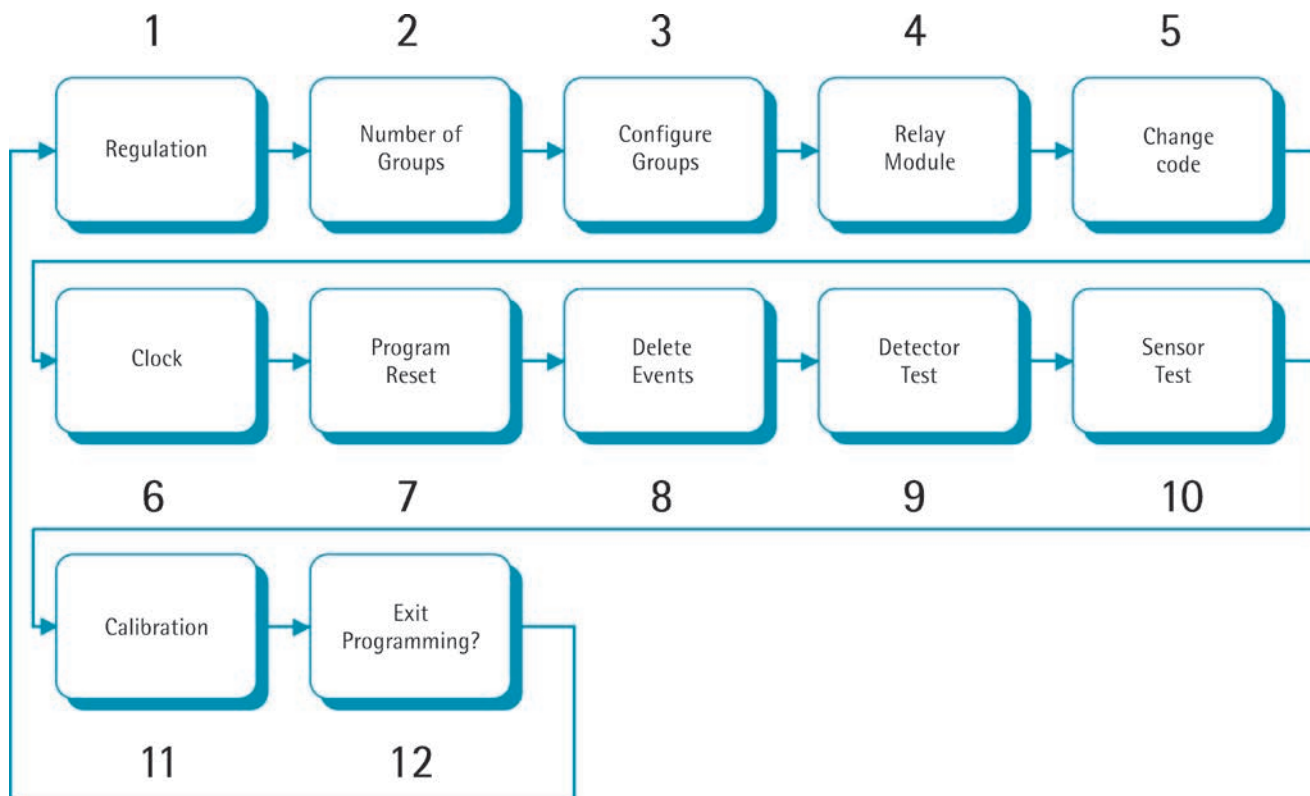 1 2 3 4 5
Regulation
Number of
Groups
Configure
Groups
Relay
Module
Change
code
Clock
Program
Reset
Delete
Events
Detector
Test
Sensor
Test
6 7 8 9 10
Calibration
Exit
Programming?
11 12